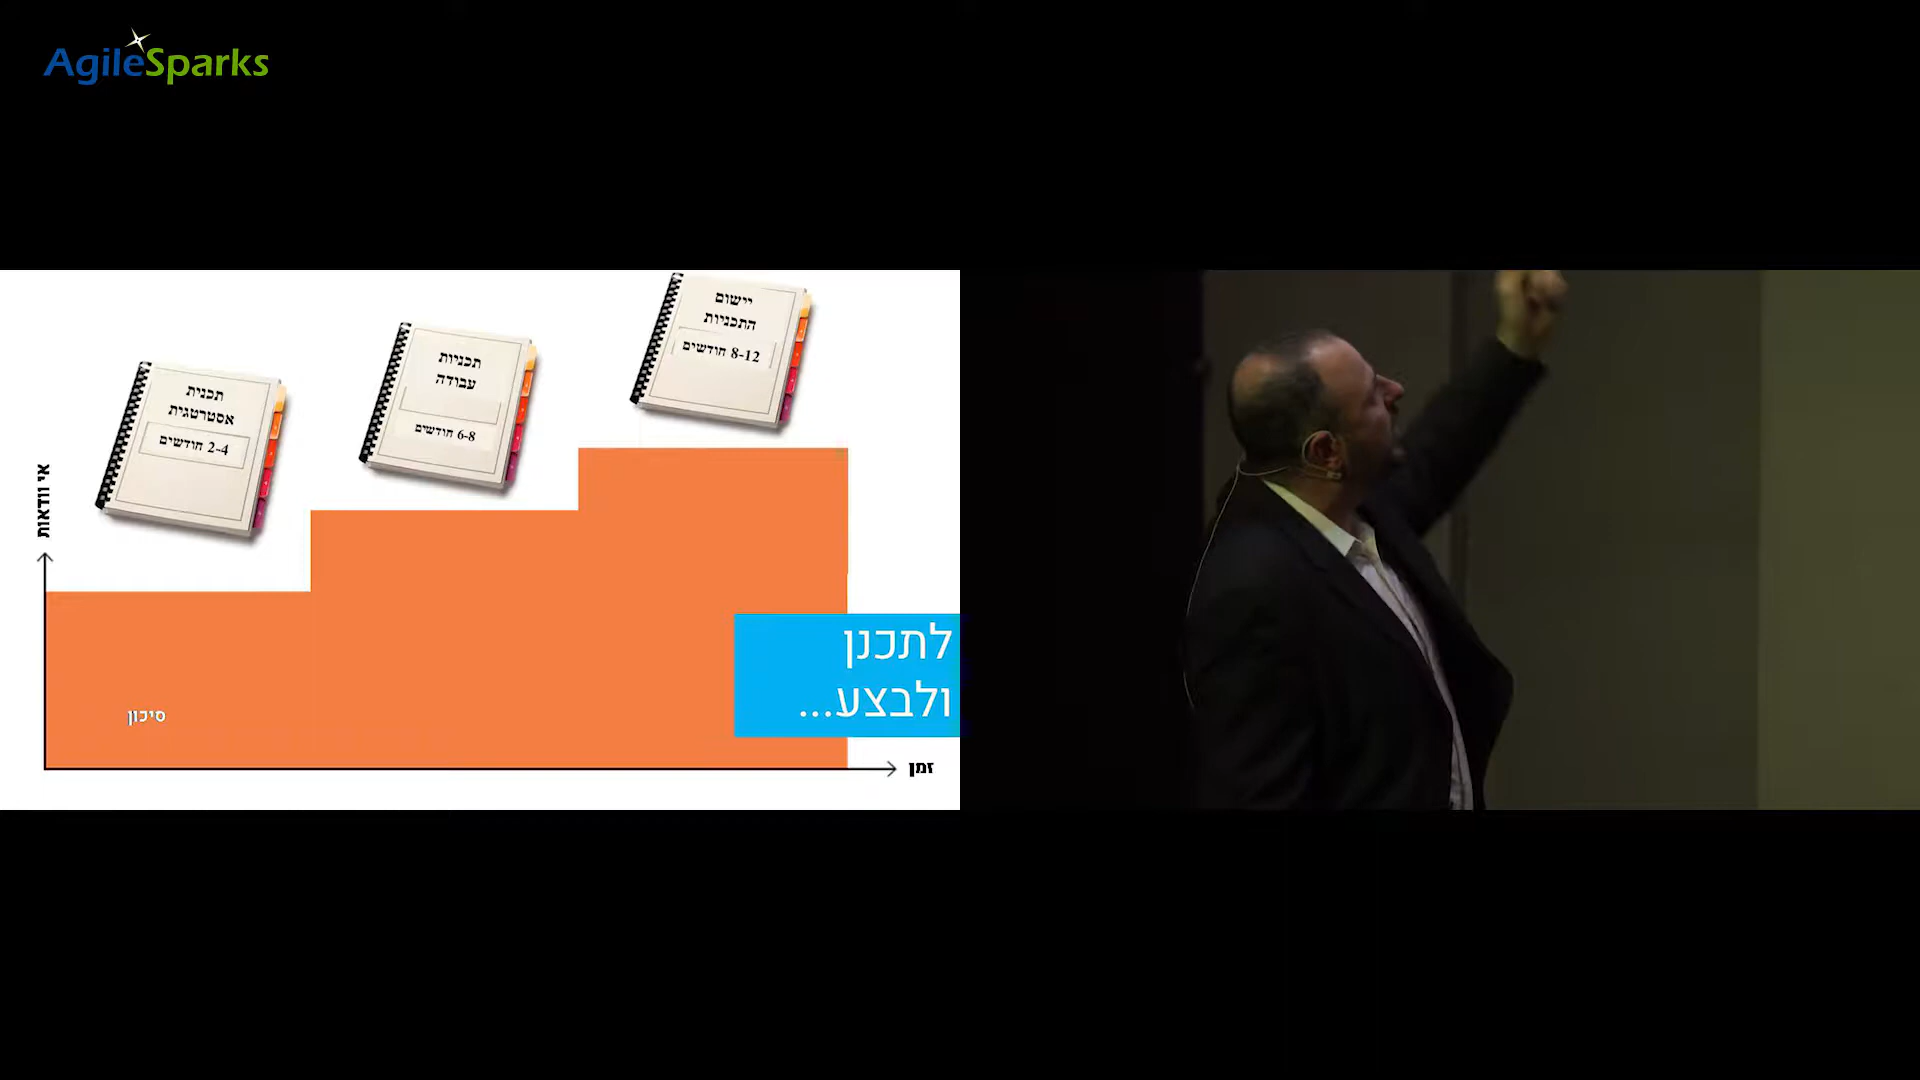 AgileSparks
יישום
התכניות
8-12 חודשים
תכניות
עבודה
6-8 חודשים
תכנית
אסטרטגית
2-4 חודשים
אי וודאות
לתכנן
ולבצע...
סיכון
זמן